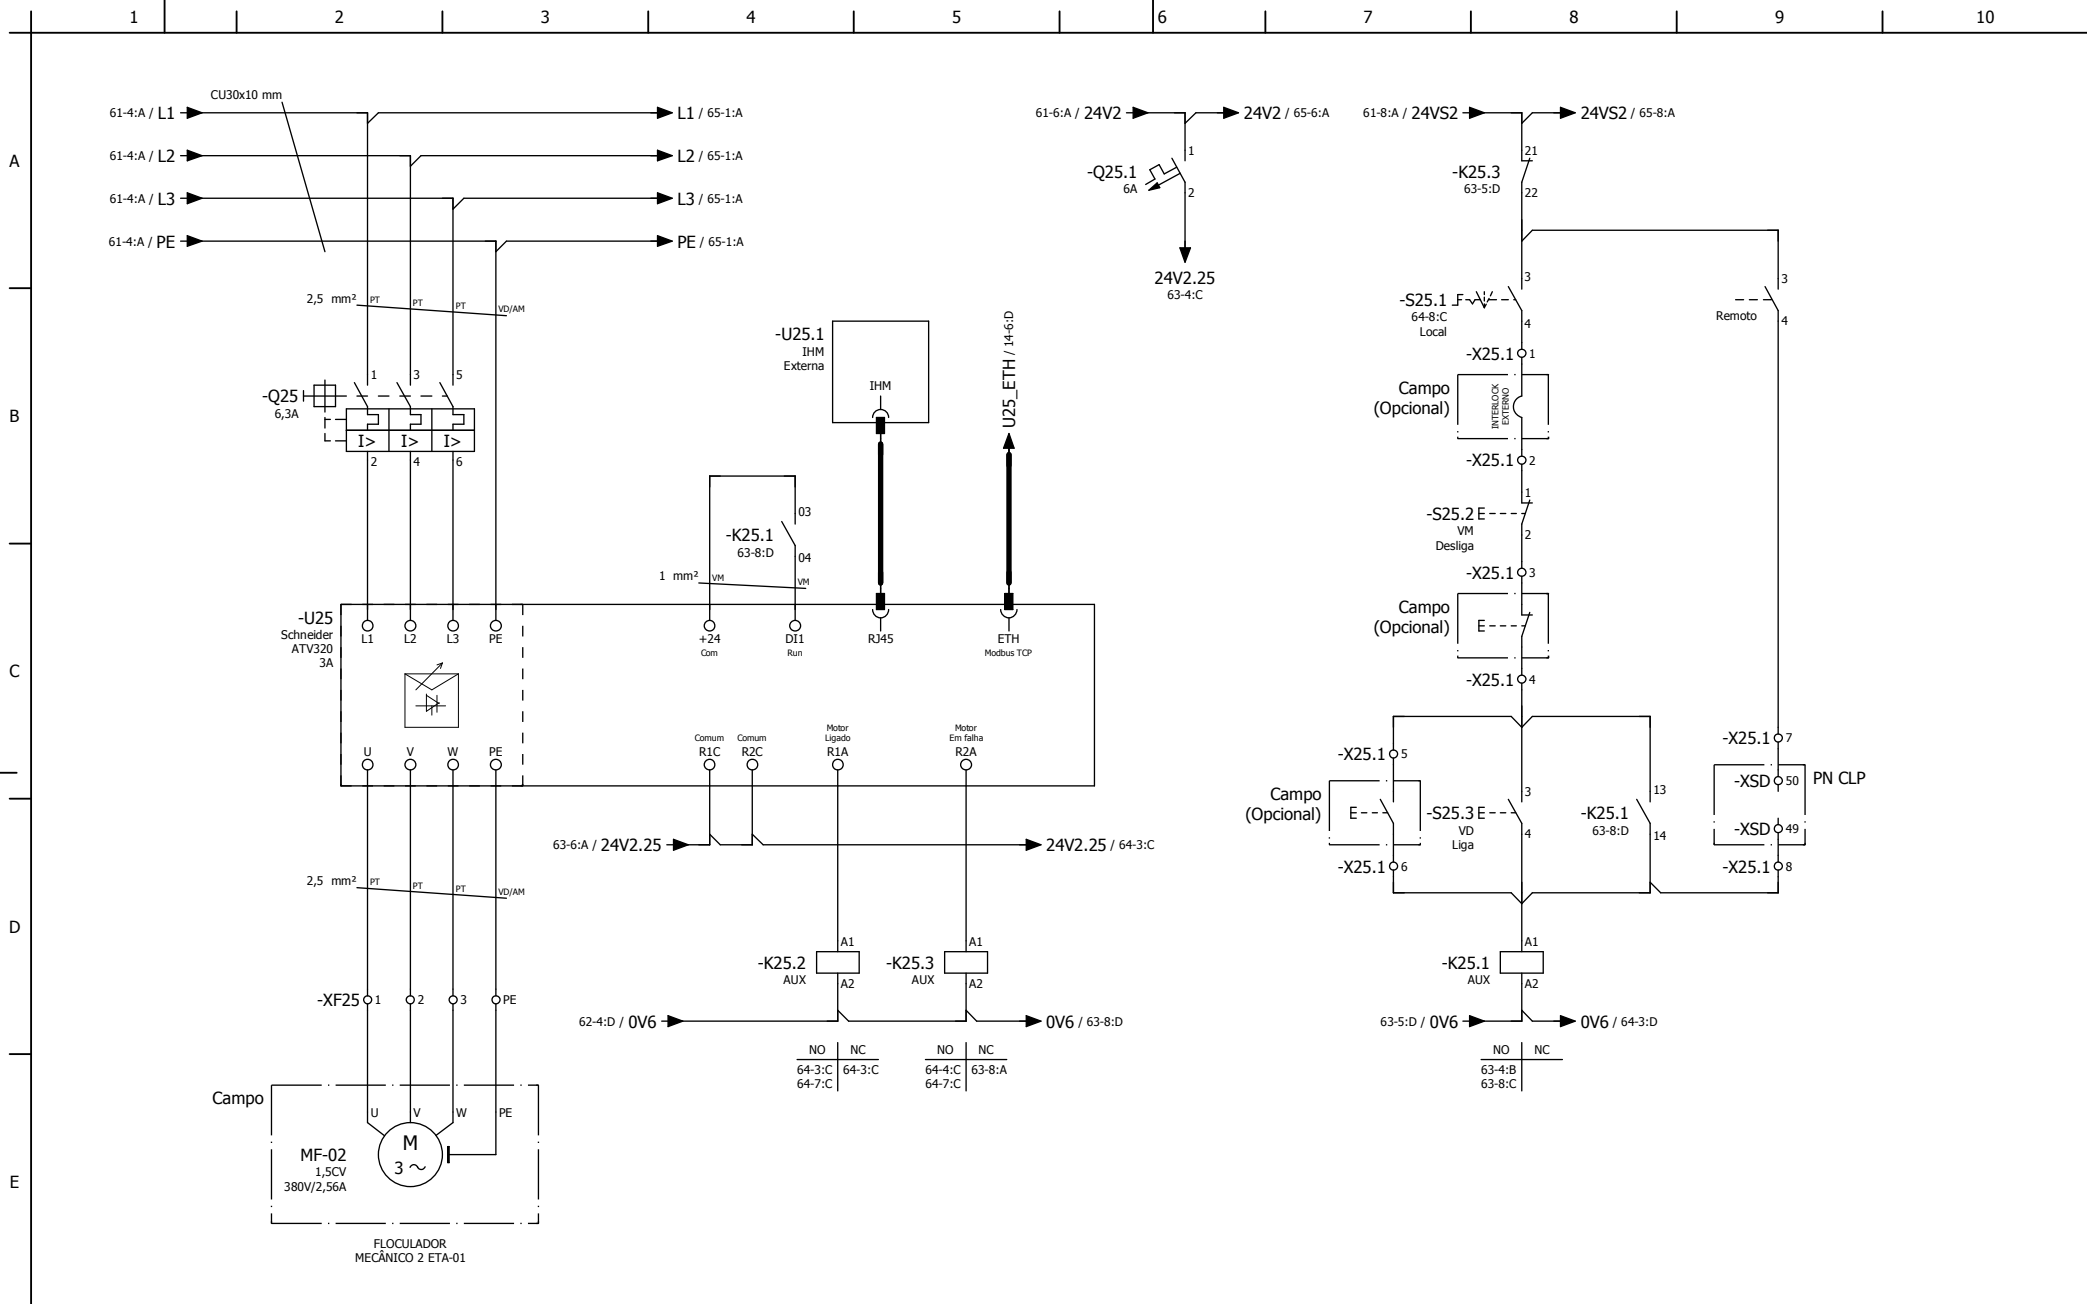 1 2 3 4 5 6 7 8 9 10
A
B
C
D
E
CU30x10 mm
61-4:A / L1
L1 / 65-1:A
61-4:A / L2
L2 / 65-1:A
61-4:A / L3
L3 / 65-1:A
61-4:A / PE
PE / 65-1:A
2,5 mm²
PT PT PT VD/AM
1 3 5
-Q25
6,3A
I> I> I>
2 4 6
-U25
Schneider
ATV320
3A
L1 L2 L3 PE
U V W PE
2,5 mm²
PT PT PT VD/AM
-XF25 1 2 3 PE
Campo
U V W PE
M
3 ~
MF-02
1,5CV
380V/2,56A
FLOCULADOR
MECÂNICO 2 ETA-01
-U25.1
IHM
Externa
IHM
U25_ETH / 14-6:D
03
-K25.1
63-8:D
04
1 mm²
VM VM
+24
Com
DI1
Run
RJ45
ETH
Modbus TCP
Comum
R1C
Comum
R2C
Motor
Ligado
R1A
Motor
Em falha
R2A
63-6:A / 24V2.25
24V2.25 / 64-3:C
A1
-K25.2
AUX
A2
A1
-K25.3
AUX
A2
62-4:D / 0V6
0V6 / 63-8:D
NO NC
64-3:C 64-3:C
64-7:C
NO NC
64-4:C 63-8:A
64-7:C
61-6:A / 24V2
24V2 / 65-6:A
1
-Q25.1
6A
2
24V2.25
63-4:C
61-8:A / 24VS2
24VS2 / 65-8:A
21
-K25.3
63-5:D
22
3
-S25.1
64-8:C
Local
4
3
Remoto
4
-X25.1 1
Campo
(Opcional)
INTERLOCK
EXTERNO
-X25.1 2
1
-S25.2 E
VM
Desliga
2
-X25.1 3
Campo
(Opcional)
E
-X25.1 4
-X25.1 5
Campo
(Opcional)
E
-X25.1 6
3
-S25.3 E
VD
Liga
4
13
-K25.1
63-8:D
14
-X25.1 7
-XSD 50
PN CLP
-XSD 49
-X25.1 8
A1
-K25.1
AUX
A2
63-5:D / 0V6
0V6 / 64-3:D
NO NC
63-4:B
63-8:C